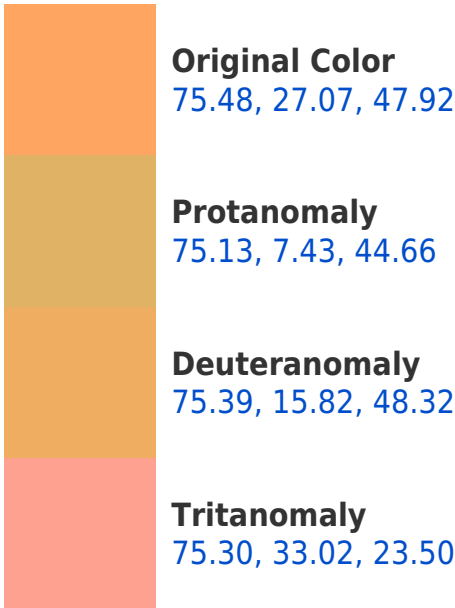 Original Color
75.48, 27.07, 47.92
Protanomaly
75.13, 7.43, 44.66
Deuteranomaly
75.39, 15.82, 48.32
Tritanomaly
75.30, 33.02, 23.50